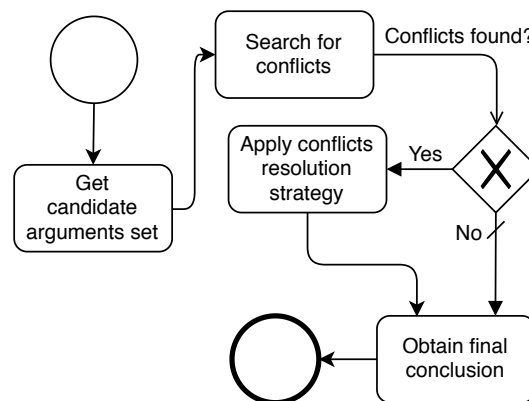 Search for
conflicts
Conflicts found?
Get
candidate
arguments set
Apply conflicts
resolution
strategy
Yes
No
Obtain final
conclusion